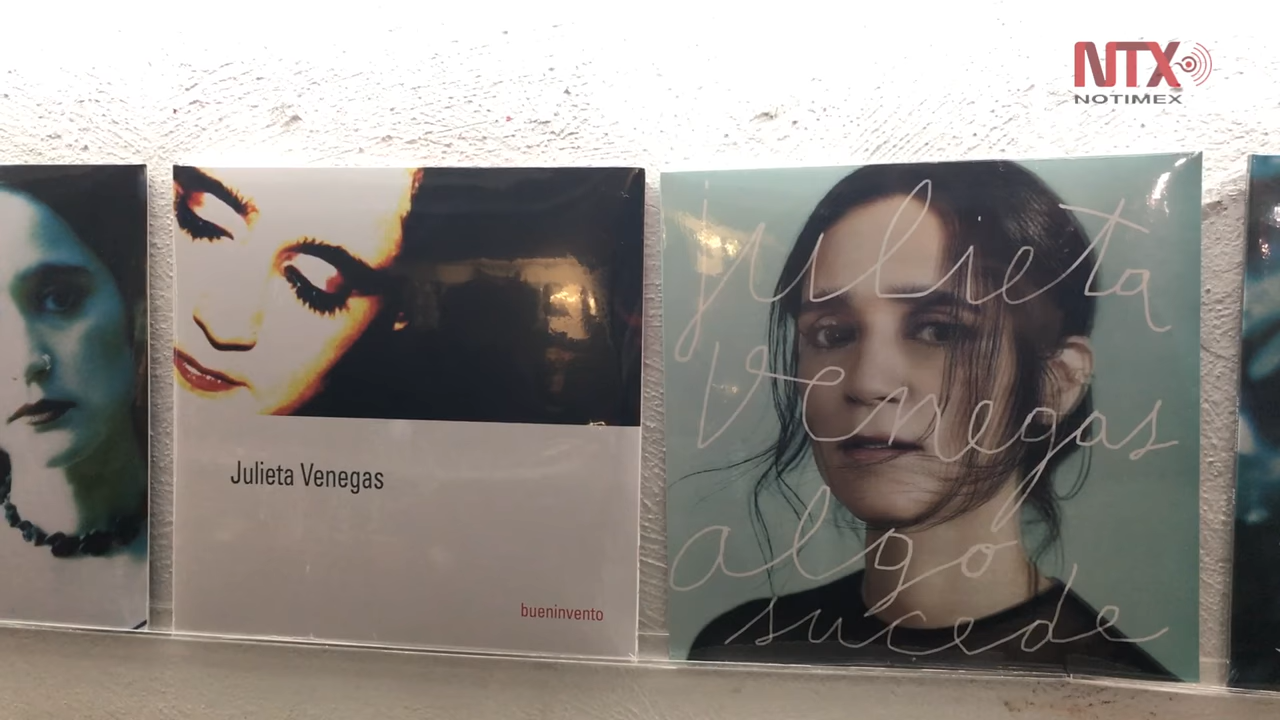 NTX
NOTIMEX
Julieta Venegas
bueninvento
julieta
Venegas
algo
sucede